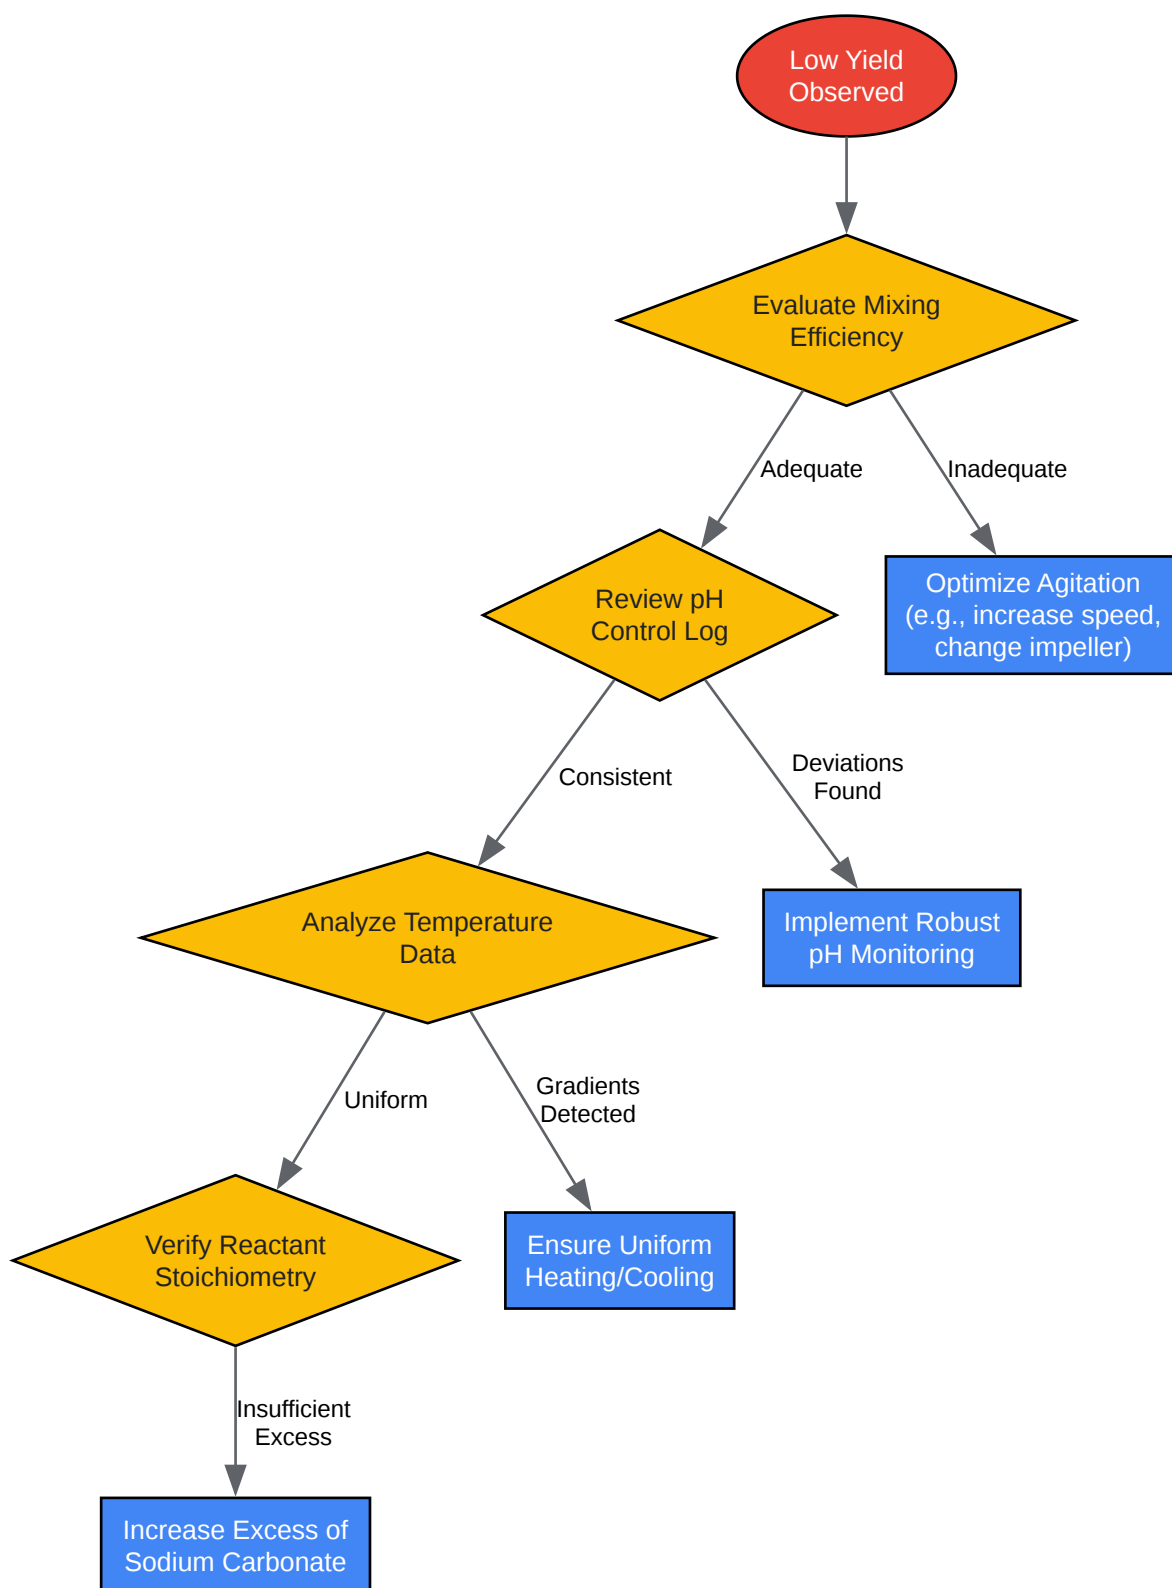 Low Yield
Observed
Evaluate Mixing
Efficiency
Adequate
Inadequate
Optimize Agitation
(e.g., increase speed,
change impeller)
Review pH
Control Log
Consistent
Deviations
Found
Implement Robust
pH Monitoring
Analyze Temperature
Data
Uniform
Gradients
Detected
Ensure Uniform
Heating/Cooling
Verify Reactant
Stoichiometry
Insufficient
Excess
Increase Excess of
Sodium Carbonate